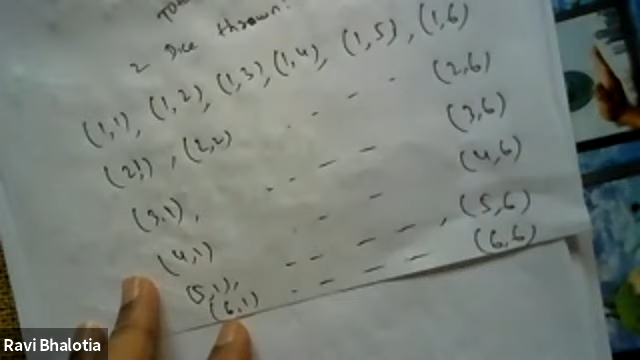 2 Dice thrown:
(1,1), (1,2), (1,3), (1,4), (1,5), (1,6)
(2,1), (2,2) . - - . (2,6)
(3,1), . . - - (3,6)
(4,1) . - - (4,6)
(5,1), - - - - , (5,6)
(6,1) . - - - (6,6)
Ravi Bhalotia